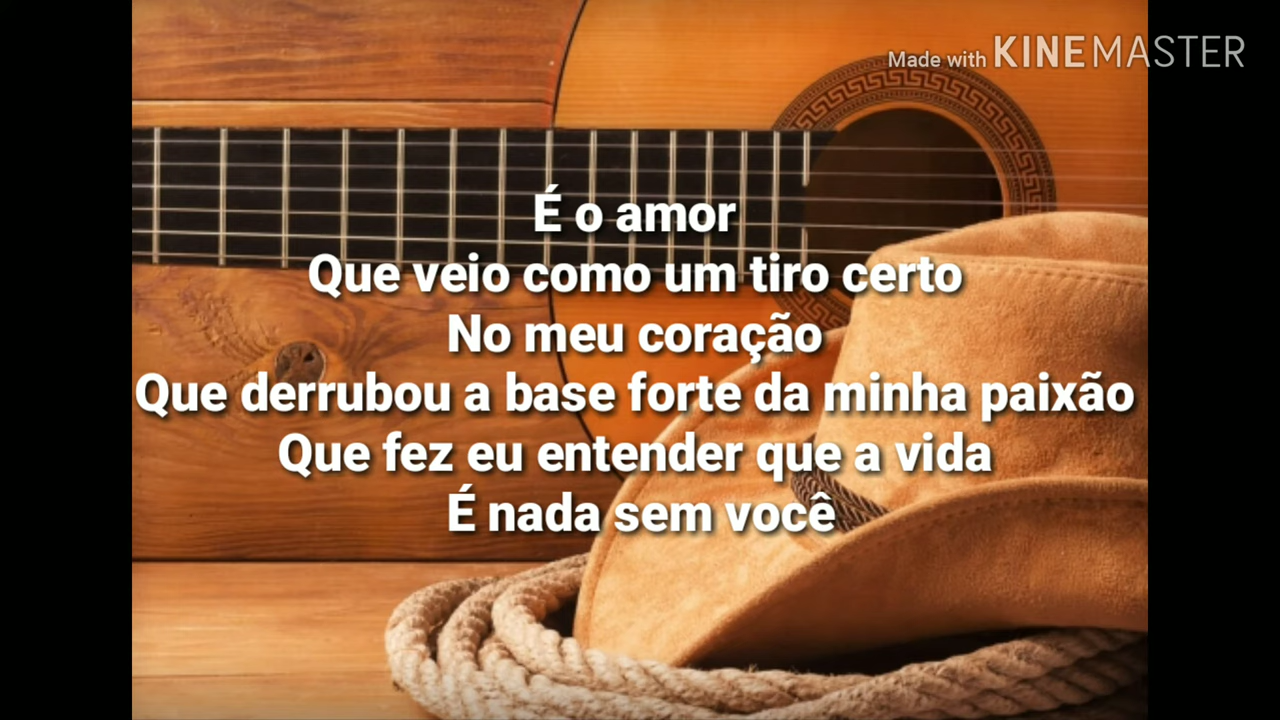 Made with KINEMASTER
É o amor
Que veio como um tiro certo
No meu coração
Que derrubou a base forte da minha paixão
Que fez eu entender que a vida
É nada sem você